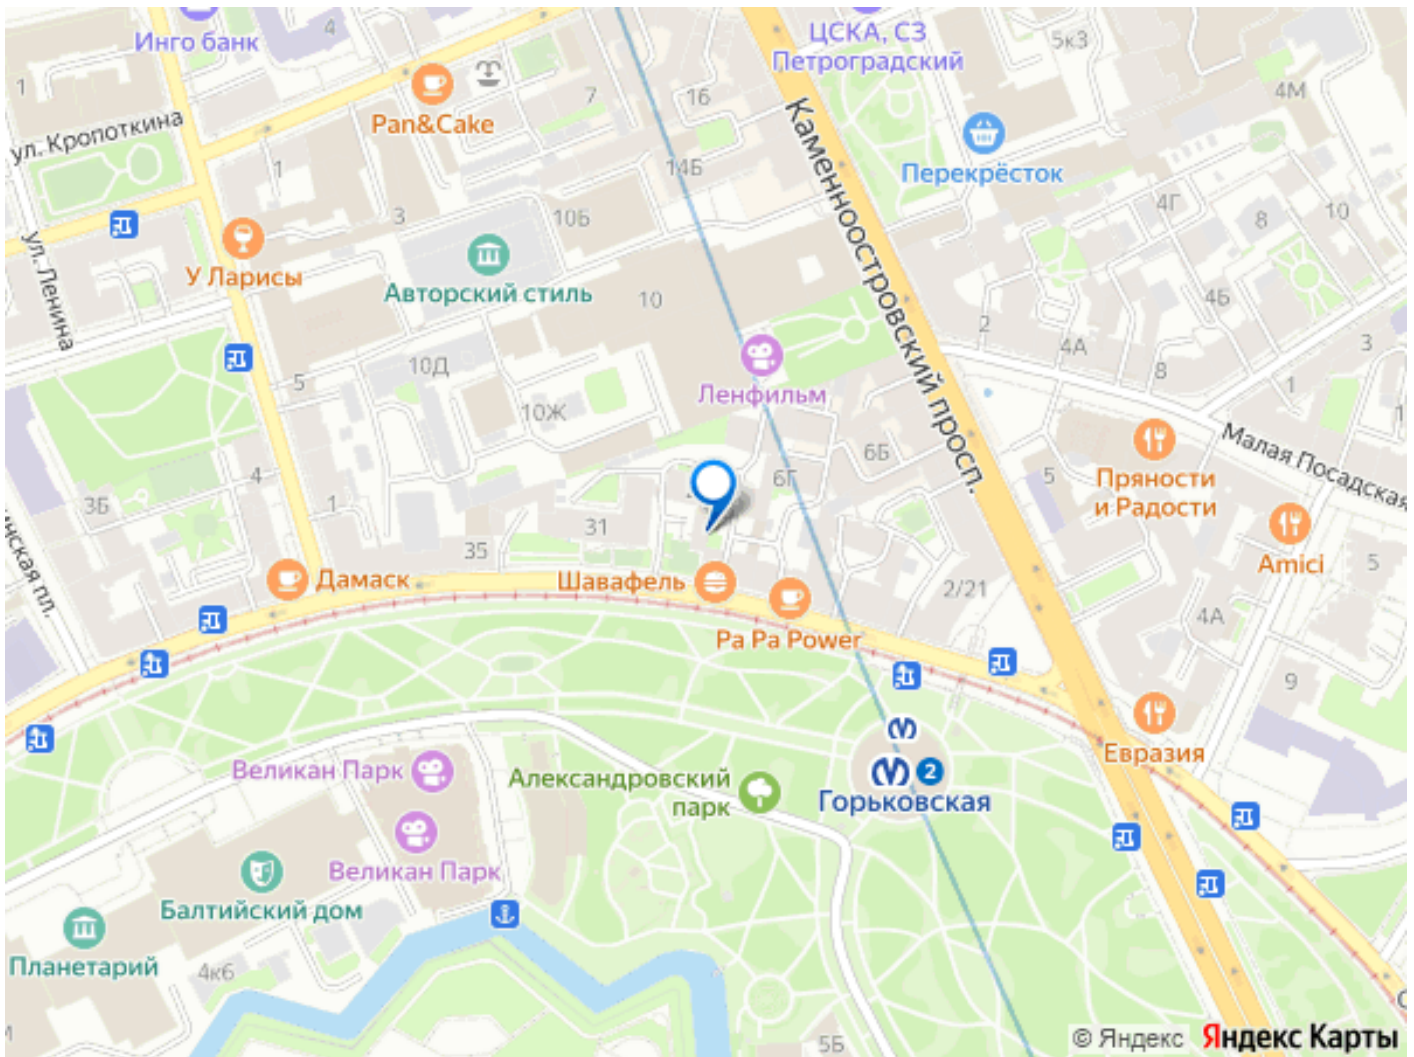 Инго банк
4
ЦСКА, СЗ
Петроградский
5к3
1
Pan&Cake
7
16
4М
ул. Кропоткина
Каменноостровский просп.
Перекрёсток
1
14Б
3
10Б
4Г
8
10
ул. Ленина
У Ларисы
Авторский стиль
10
4Б
2
4А
3
5
10Д
Ленфильм
8
1
10Ж
6Б
Малая Посадская
4
6Г
5
Пряности
и Радости
3Б
1
31
35
Amici
5
Дамаск
Шавафель
2/21
4А
Pa Pa Power
9
Евразия
Великан Парк
Александровский
парк
2
Горьковская
Великан Парк
Балтийский дом
Планетарий
4к6
5Б
© Яндекс
Яндекс Карты